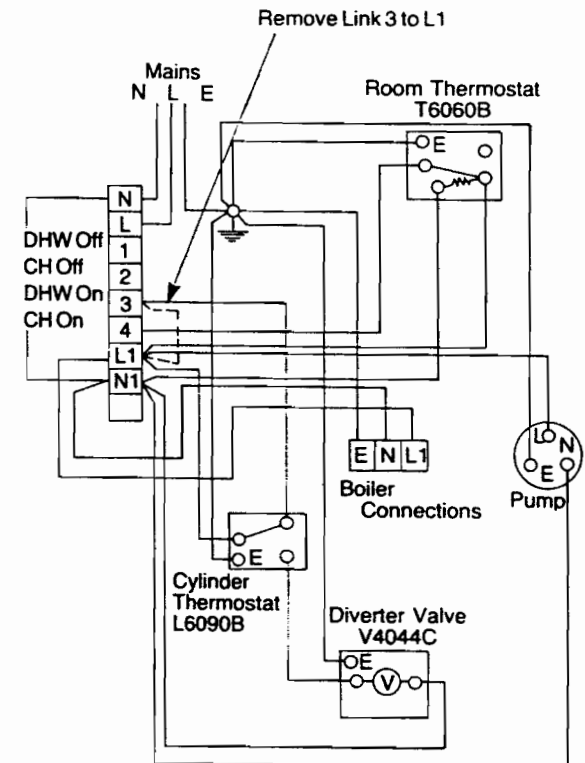 Remove Link 3 to L1
Mains
N L E
Room Thermostat
T6060B
E
N
L
DHW Off
1
CH Off
2
DHW On
3
CH On
4
L1
N1
E N L1
Boiler
Connections
L N
E
Pump
E
Cylinder
Thermostat
L6090B
Diverter Valve
V4044C
E
V